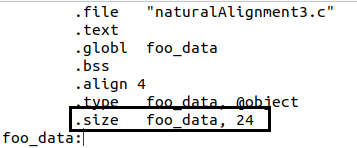 .file "naturalAlignment3.c"
.text
.globl foo_data
.bss
.align 4
.type foo_data, @object
.size foo_data, 24
foo_data: